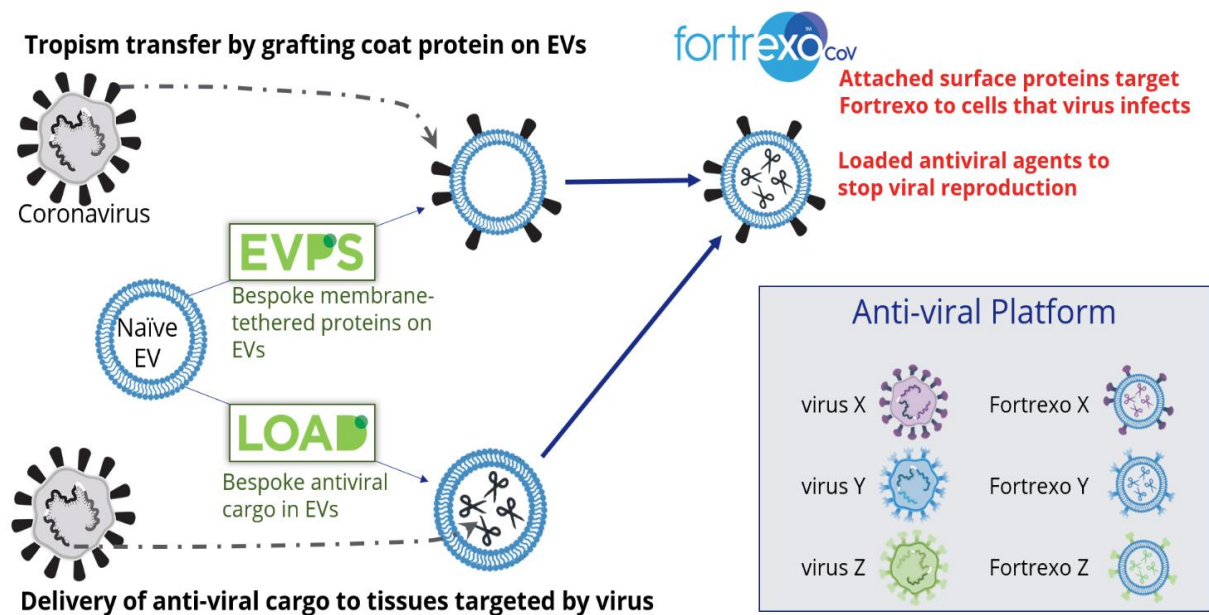 Tropism transfer by grafting coat protein on EVs
fortrexo CoV
TM
Attached surface proteins target
Fortrexo to cells that virus infects
Loaded antiviral agents to
stop viral reproduction
Coronavirus
EVPS
Bespoke membrane-
tethered proteins on
EVs
Naïve
EV
LOAD
Bespoke antiviral
cargo in EVs
Delivery of anti-viral cargo to tissues targeted by virus
Anti-viral Platform
virus X
Fortrexo X
virus Y
Fortrexo Y
virus Z
Fortrexo Z